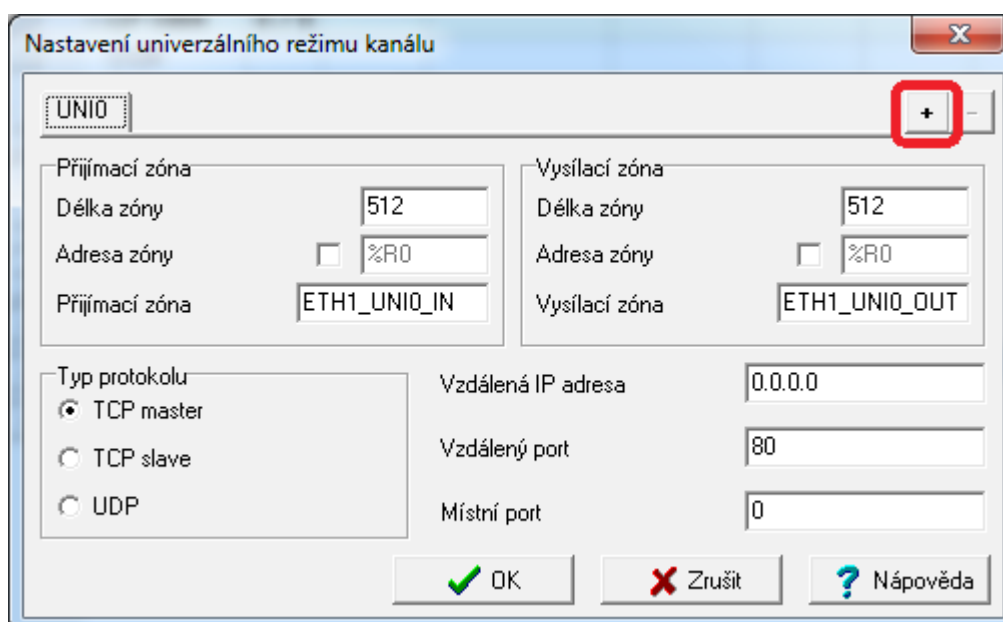 Nastavení univerzálního režimu kanálu
UNI0
+
-
Přijímací zóna
Délka zóny 512
Adresa zóny %R0
Přijímací zóna ETH1_UNI0_IN
Vysílací zóna
Délka zóny 512
Adresa zóny %R0
Vysílací zóna ETH1_UNI0_OUT
Typ protokolu
TCP master
TCP slave
UDP
Vzdálená IP adresa 0.0.0.0
Vzdálený port 80
Místní port 0
OK
Zrušit
Nápověda